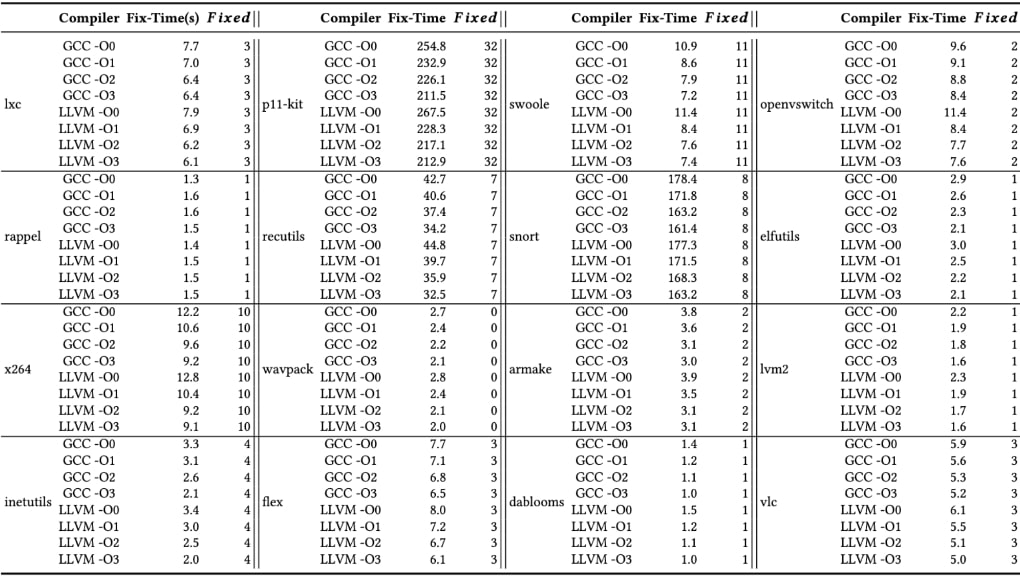 Compiler Fix-Time(s) Fixed Compiler Fix-Time Fixed Compiler Fix-Time Fixed Compiler Fix-Time Fixed
GCC -O0 7.7 3 GCC -O0 254.8 32 GCC -O0 10.9 11 GCC -O0 9.6 2
GCC -O1 7.0 3 GCC -O1 232.9 32 GCC -O1 8.6 11 GCC -O1 9.1 2
GCC -O2 6.4 3 GCC -O2 226.1 32 GCC -O2 7.9 11 GCC -O2 8.8 2
GCC -O3 6.4 3 GCC -O3 211.5 32 GCC -O3 7.2 11 GCC -O3 8.4 2
lxc p11-kit swoole openvswitch
LLVM -O0 7.9 3 LLVM -O0 267.5 32 LLVM -O0 11.4 11 LLVM -O0 11.4 2
LLVM -O1 6.9 3 LLVM -O1 228.3 32 LLVM -O1 8.4 11 LLVM -O1 8.4 2
LLVM -O2 6.2 3 LLVM -O2 217.1 32 LLVM -O2 7.6 11 LLVM -O2 7.7 2
LLVM -O3 6.1 3 LLVM -O3 212.9 32 LLVM -O3 7.4 11 LLVM -O3 7.6 2
GCC -O0 1.3 1 GCC -O0 42.7 7 GCC -O0 178.4 8 GCC -O0 2.9 1
GCC -O1 1.6 1 GCC -O1 40.6 7 GCC -O1 171.8 8 GCC -O1 2.6 1
GCC -O2 1.6 1 GCC -O2 37.4 7 GCC -O2 163.2 8 GCC -O2 2.3 1
GCC -O3 1.5 1 GCC -O3 34.2 7 GCC -O3 161.4 8 GCC -O3 2.1 1
rappel recutils snort elfutils
LLVM -O0 1.4 1 LLVM -O0 44.8 7 LLVM -O0 177.3 8 LLVM -O0 3.0 1
LLVM -O1 1.5 1 LLVM -O1 39.7 7 LLVM -O1 171.5 8 LLVM -O1 2.5 1
LLVM -O2 1.5 1 LLVM -O2 35.9 7 LLVM -O2 168.3 8 LLVM -O2 2.2 1
LLVM -O3 1.5 1 LLVM -O3 32.5 7 LLVM -O3 163.2 8 LLVM -O3 2.1 1
GCC -O0 12.2 10 GCC -O0 2.7 0 GCC -O0 3.8 2 GCC -O0 2.2 1
GCC -O1 10.6 10 GCC -O1 2.4 0 GCC -O1 3.6 2 GCC -O1 1.9 1
GCC -O2 9.6 10 GCC -O2 2.2 0 GCC -O2 3.1 2 GCC -O2 1.8 1
GCC -O3 9.2 10 GCC -O3 2.1 0 GCC -O3 3.0 2 GCC -O3 1.6 1
x264 wavpack armake lvm2
LLVM -O0 12.8 10 LLVM -O0 2.8 0 LLVM -O0 3.9 2 LLVM -O0 2.3 1
LLVM -O1 10.4 10 LLVM -O1 2.4 0 LLVM -O1 3.5 2 LLVM -O1 1.9 1
LLVM -O2 9.2 10 LLVM -O2 2.1 0 LLVM -O2 3.1 2 LLVM -O2 1.7 1
LLVM -O3 9.1 10 LLVM -O3 2.0 0 LLVM -O3 3.1 2 LLVM -O3 1.6 1
GCC -O0 3.3 4 GCC -O0 7.7 3 GCC -O0 1.4 1 GCC -O0 5.9 3
GCC -O1 3.1 4 GCC -O1 7.1 3 GCC -O1 1.2 1 GCC -O1 5.6 3
GCC -O2 2.6 4 GCC -O2 6.8 3 GCC -O2 1.1 1 GCC -O2 5.3 3
GCC -O3 2.1 4 GCC -O3 6.5 3 GCC -O3 1.0 1 GCC -O3 5.2 3
inetutils flex dablooms vlc
LLVM -O0 3.4 4 LLVM -O0 8.0 3 LLVM -O0 1.5 1 LLVM -O0 6.1 3
LLVM -O1 3.0 4 LLVM -O1 7.2 3 LLVM -O1 1.2 1 LLVM -O1 5.5 3
LLVM -O2 2.5 4 LLVM -O2 6.7 3 LLVM -O2 1.1 1 LLVM -O2 5.1 3
LLVM -O3 2.0 4 LLVM -O3 6.1 3 LLVM -O3 1.0 1 LLVM -O3 5.0 3